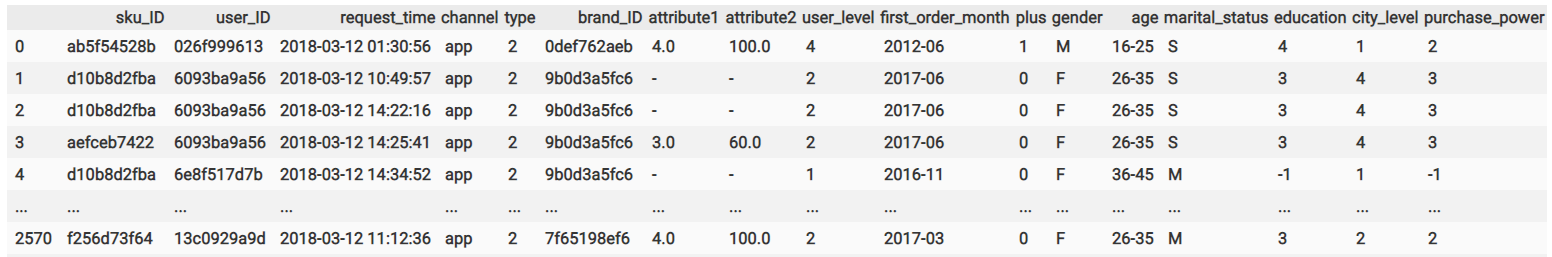 sku_ID user_ID request_time channel type brand_ID attribute1 attribute2 user_level first_order_month plus gender age marital_status education city_level purchase_power
0 ab5f54528b 026f999613 2018-03-12 01:30:56 app 2 0def762aeb 4.0 100.0 4 2012-06 1 M 16-25 S 4 1 2
1 d10b8d2fba 6093ba9a56 2018-03-12 10:49:57 app 2 9b0d3a5fc6 - - 2 2017-06 0 F 26-35 S 3 4 3
2 d10b8d2fba 6093ba9a56 2018-03-12 14:22:16 app 2 9b0d3a5fc6 - - 2 2017-06 0 F 26-35 S 3 4 3
3 aefceb7422 6093ba9a56 2018-03-12 14:25:41 app 2 9b0d3a5fc6 3.0 60.0 2 2017-06 0 F 26-35 S 3 4 3
4 d10b8d2fba 6e8f517d7b 2018-03-12 14:34:52 app 2 9b0d3a5fc6 - - 1 2016-11 0 F 36-45 M -1 1 -1
... ... ... ... ... ... ... ... ... ... ... ... ... ... ... ... ... ...
2570 f256d73f64 13c0929a9d 2018-03-12 11:12:36 app 2 7f65198ef6 4.0 100.0 2 2017-03 0 F 26-35 M 3 2 2